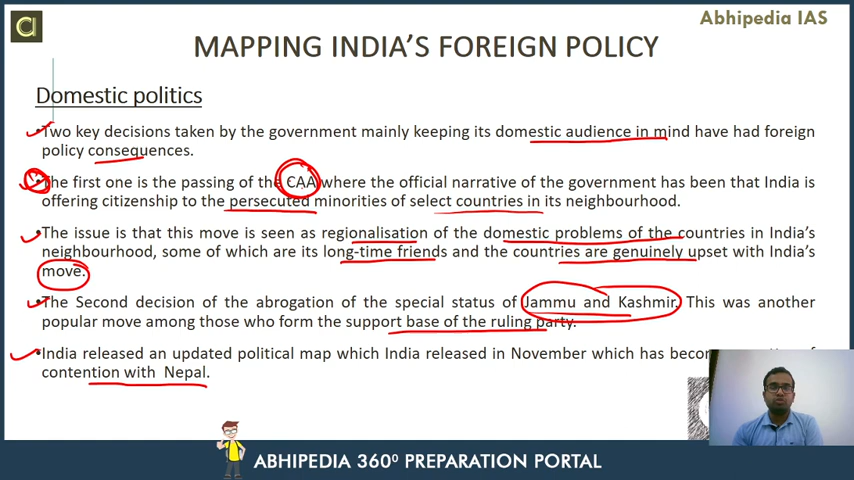 Abhipedia IAS
MAPPING INDIA'S FOREIGN POLICY
Domestic politics
•Two key decisions taken by the government mainly keeping its domestic audience in mind have had foreign
policy consequences.
•The first one is the passing of the CAA where the official narrative of the government has been that India is
offering citizenship to the persecuted minorities of select countries in its neighbourhood.
•The issue is that this move is seen as regionalisation of the domestic problems of the countries in India's
neighbourhood, some of which are its long-time friends and the countries are genuinely upset with India's
move.
•The Second decision of the abrogation of the special status of Jammu and Kashmir. This was another
popular move among those who form the support base of the ruling party.
•India released an updated political map which India released in November which has
contention with Nepal.
ABHIPEDIA 360⁰ PREPARATION PORTAL